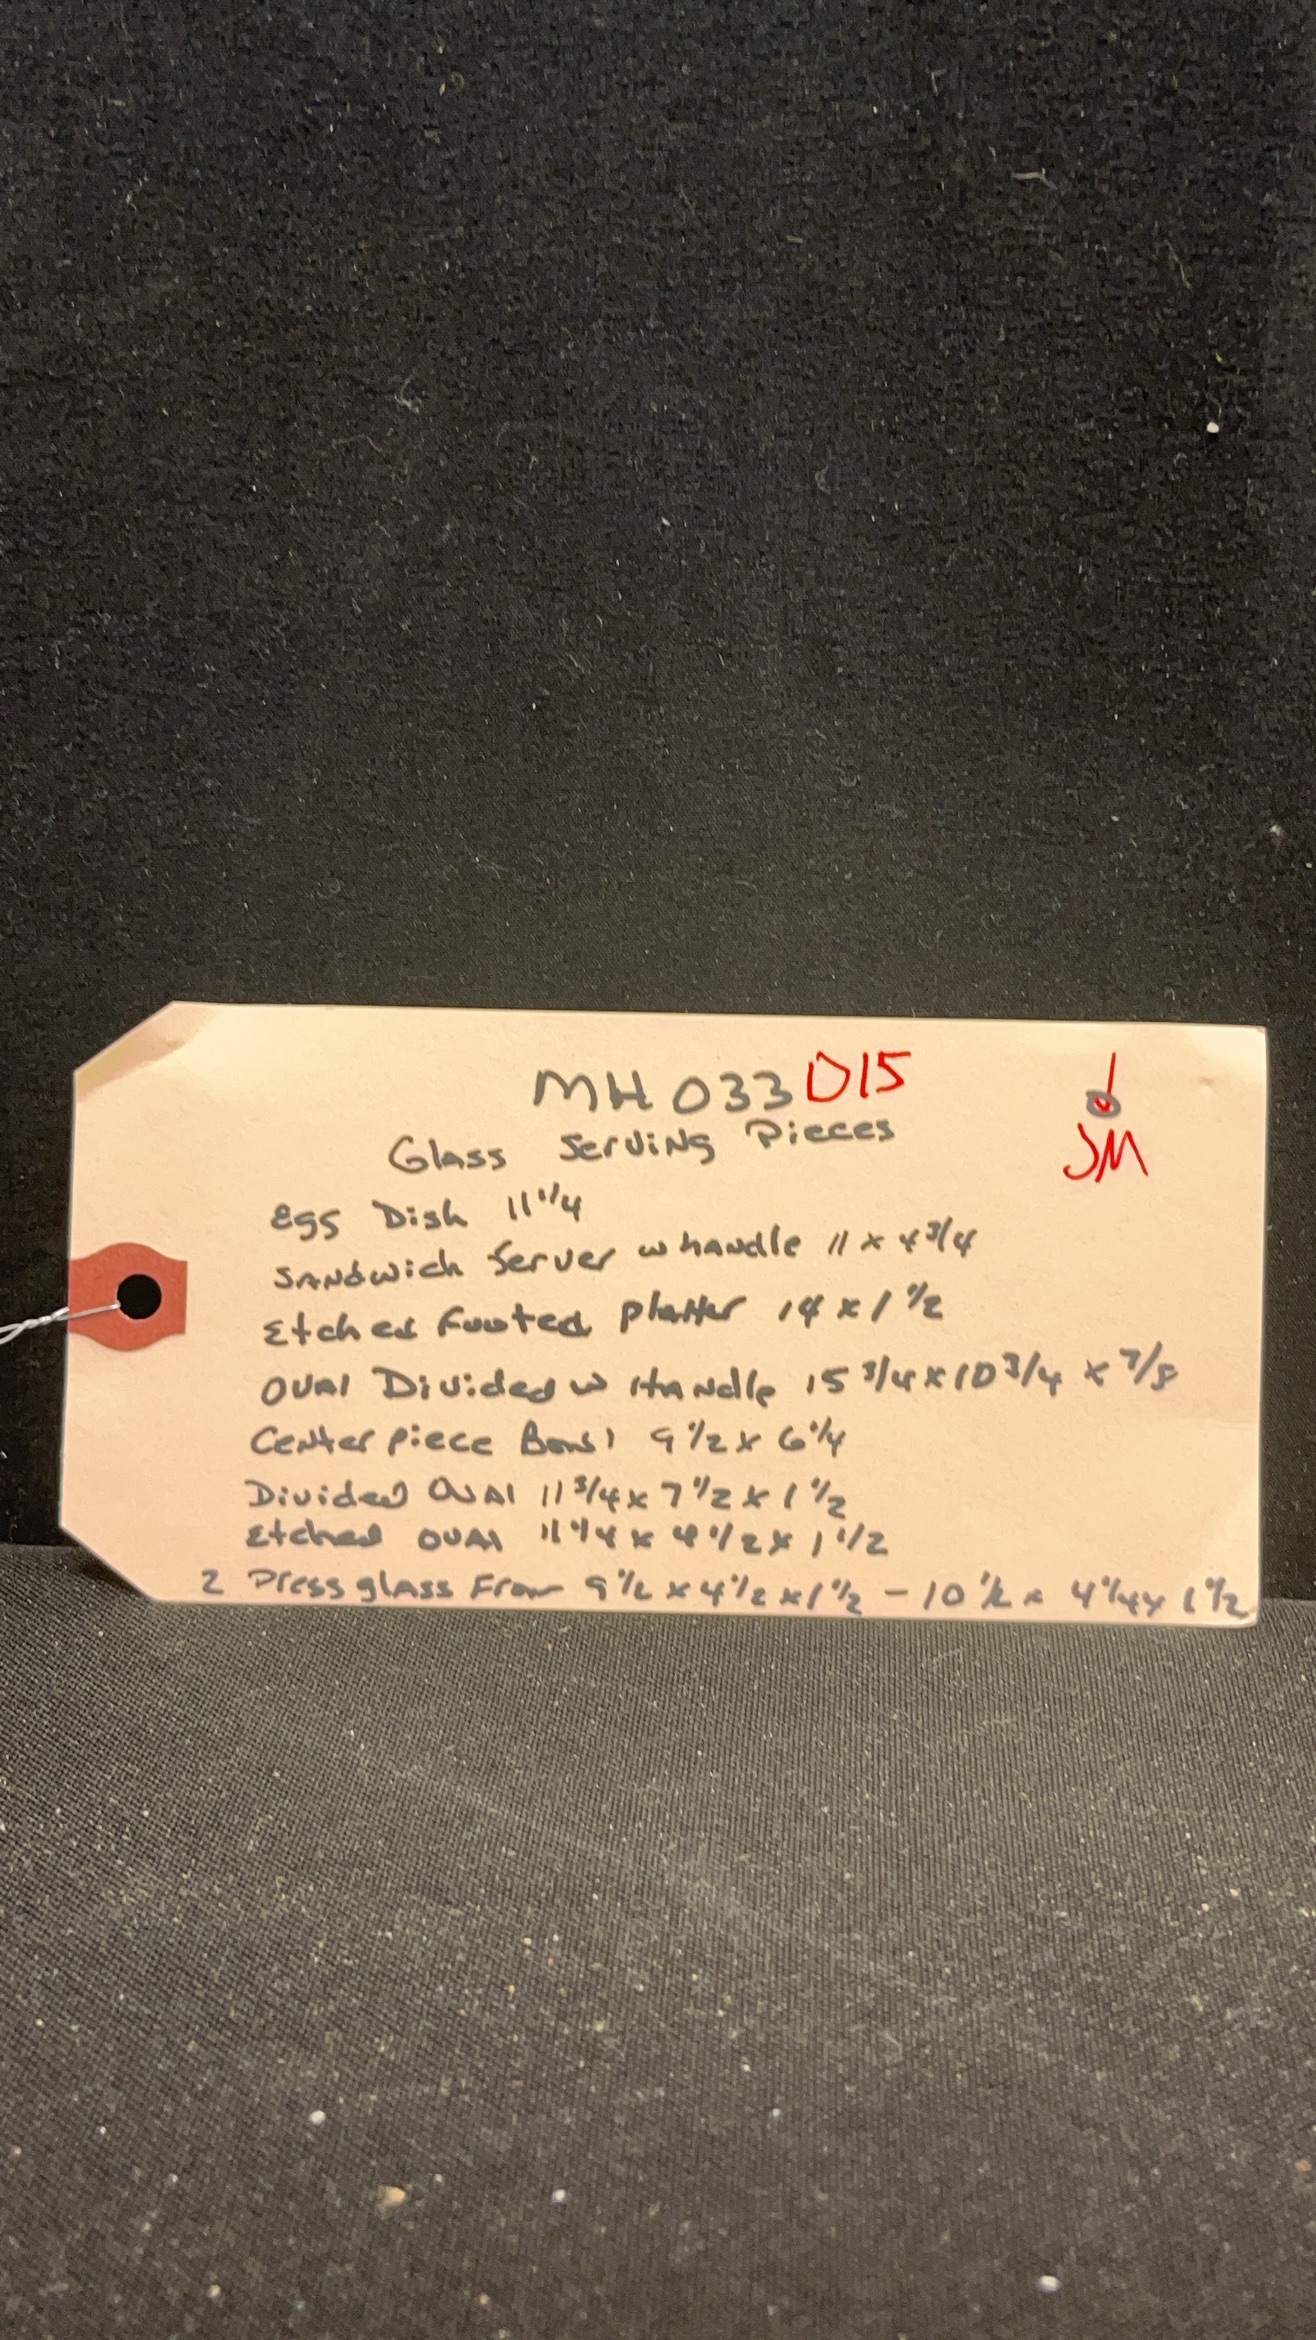 MH 033 D15
JM
Glass Serving Pieces
Egg Dish 11 1/4
SANdwich Server w handle 11 x 4 3/4
Etched Footed platter 14 x 1 1/2
OVAl Divided w HANdle 15 3/4 x 10 3/4 x 7/8
Center piece Bowl 9 1/2 x 6 1/4
Divided OVAl 11 3/4 x 7 1/2 x 1 1/2
Etched OVAl 11 1/4 x 4 1/2 x 1 1/2
2 Press glass From 9 1/2 x 4 1/2 x 1 1/2 - 10 1/2 x 4 1/4 x 1 1/2